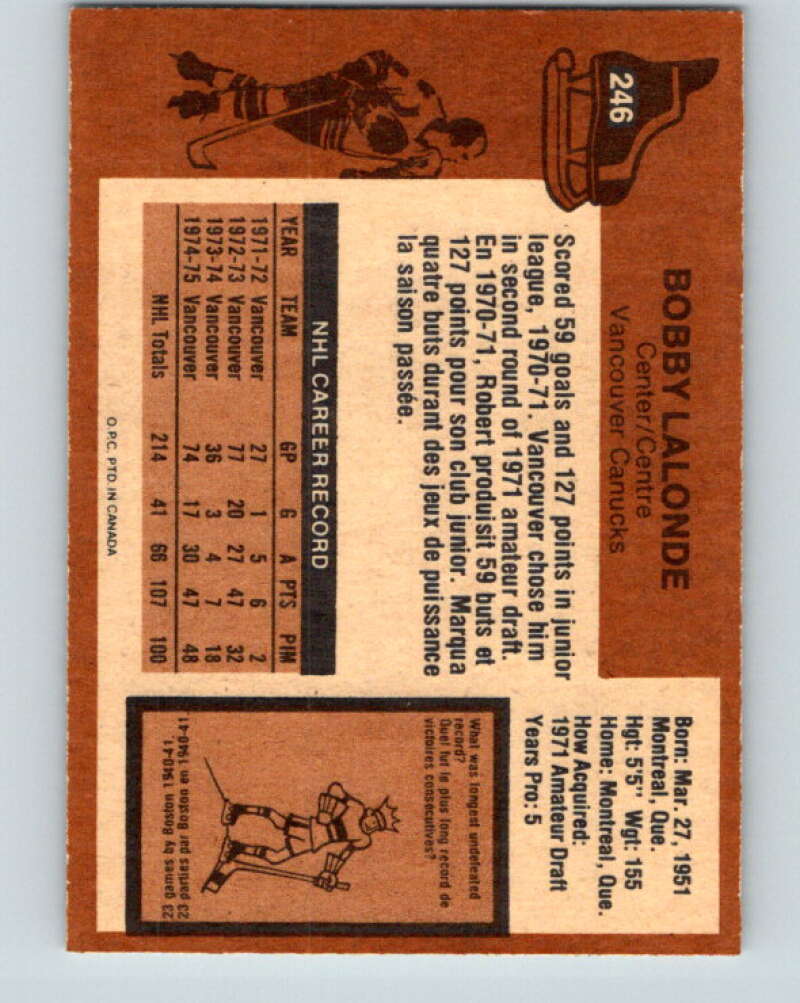 246
BOBBY LALONDE
Center/Centre
Vancouver Canucks
Born: Mar. 27, 1951
Montreal, Que.
Hgt: 5'5" Wgt: 155
Home: Montreal, Que.
How Acquired:
1971 Amateur Draft
Years Pro: 5
Scored 59 goals and 127 points in junior
league, 1970-71. Vancouver chose him
in second round of 1971 amateur draft.
En 1970-71, Robert produisit 59 buts et
127 points pour son club junior. Marqua
quatre buts durant des jeux de puissance
la saison passée.
NHL CAREER RECORD
YEAR TEAM GP G A PTS PIM
1971-72 Vancouver 27 1 5 6 2
1972-73 Vancouver 77 20 27 47 32
1973-74 Vancouver 36 3 4 7 18
1974-75 Vancouver 74 17 30 47 48
NHL Totals 214 41 66 107 100
What was longest undefeated
record?
Quel fut le plus long record de
victoires consecutives?
23 games by Boston 1940-41
23 parties par Boston en 1940-41
O.P.C. PTD. IN CANADA